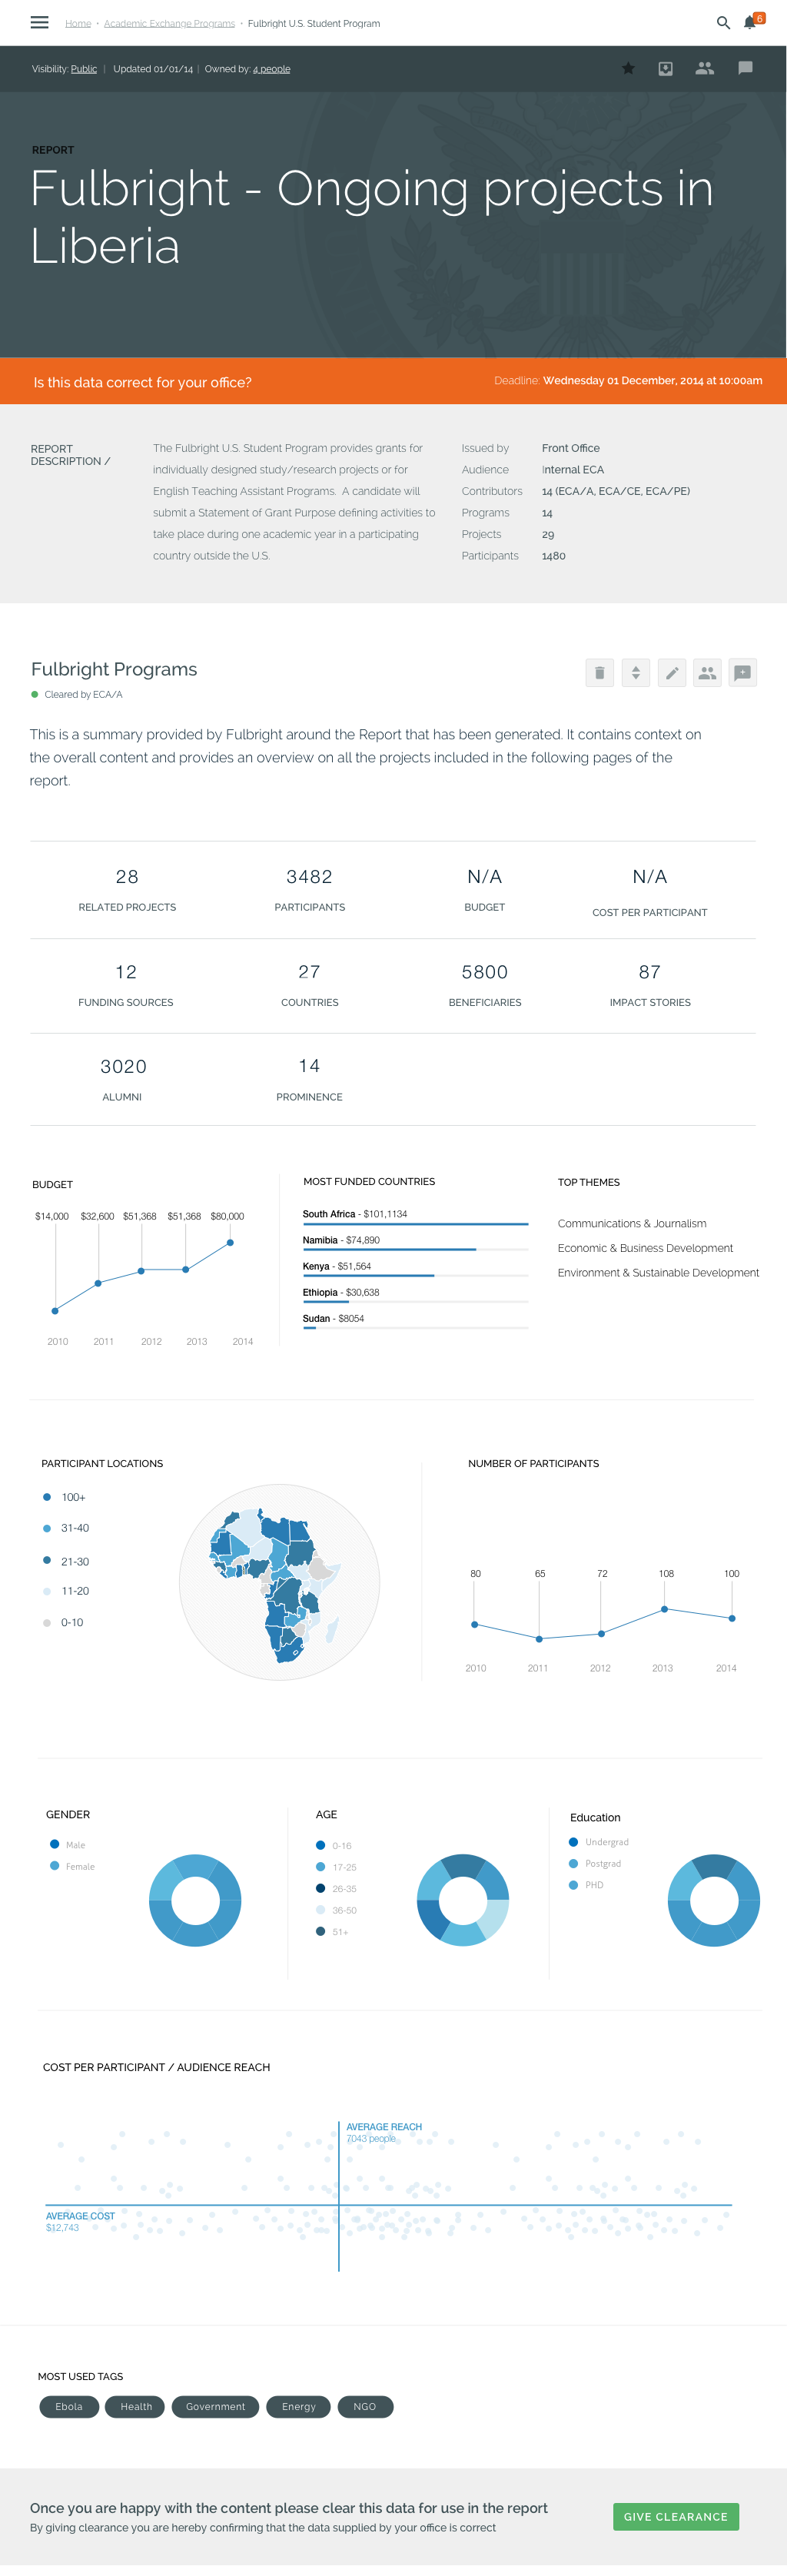 Home • Academic Exchange Programs • Fulbright U.S. Student Program
6
Visibility: Public | Updated 01/01/14 | Owned by: 4 people
REPORT
Fulbright - Ongoing projects in
Liberia
Is this data correct for your office?
Deadline: Wednesday 01 December, 2014 at 10:00am
REPORT
DESCRIPTION /
The Fulbright U.S. Student Program provides grants for
individually designed study/research projects or for
English Teaching Assistant Programs. A candidate will
submit a Statement of Grant Purpose defining activities to
take place during one academic year in a participating
country outside the U.S.
Issued by Front Office
Audience Internal ECA
Contributors 14 (ECA/A, ECA/CE, ECA/PE)
Programs 14
Projects 29
Participants 1480
Fulbright Programs
Cleared by ECA/A
This is a summary provided by Fulbright around the Report that has been generated. It contains context on
the overall content and provides an overview on all the projects included in the following pages of the
report.
28 3482 N/A N/A
RELATED PROJECTS PARTICIPANTS BUDGET COST PER PARTICIPANT
12 27 5800 87
FUNDING SOURCES COUNTRIES BENEFICIARIES IMPACT STORIES
3020 14
ALUMNI PROMINENCE
BUDGET
$14,000 $32,600 $51,368 $51,368 $80,000
2010 2011 2012 2013 2014
MOST FUNDED COUNTRIES
South Africa - $101,1134
Namibia - $74,890
Kenya - $51,564
Ethiopia - $30,638
Sudan - $8054
TOP THEMES
Communications & Journalism
Economic & Business Development
Environment & Sustainable Development
PARTICIPANT LOCATIONS
100+
31-40
21-30
11-20
0-10
NUMBER OF PARTICIPANTS
80 65 72 108 100
2010 2011 2012 2013 2014
GENDER
Male
Female
AGE
0-16
17-25
26-35
36-50
51+
Education
Undergrad
Postgrad
PHD
COST PER PARTICIPANT / AUDIENCE REACH
AVERAGE REACH
7043 people
AVERAGE COST
$12,743
MOST USED TAGS
Ebola Health Government Energy NGO
Once you are happy with the content please clear this data for use in the report
By giving clearance you are hereby confirming that the data supplied by your office is correct
GIVE CLEARANCE